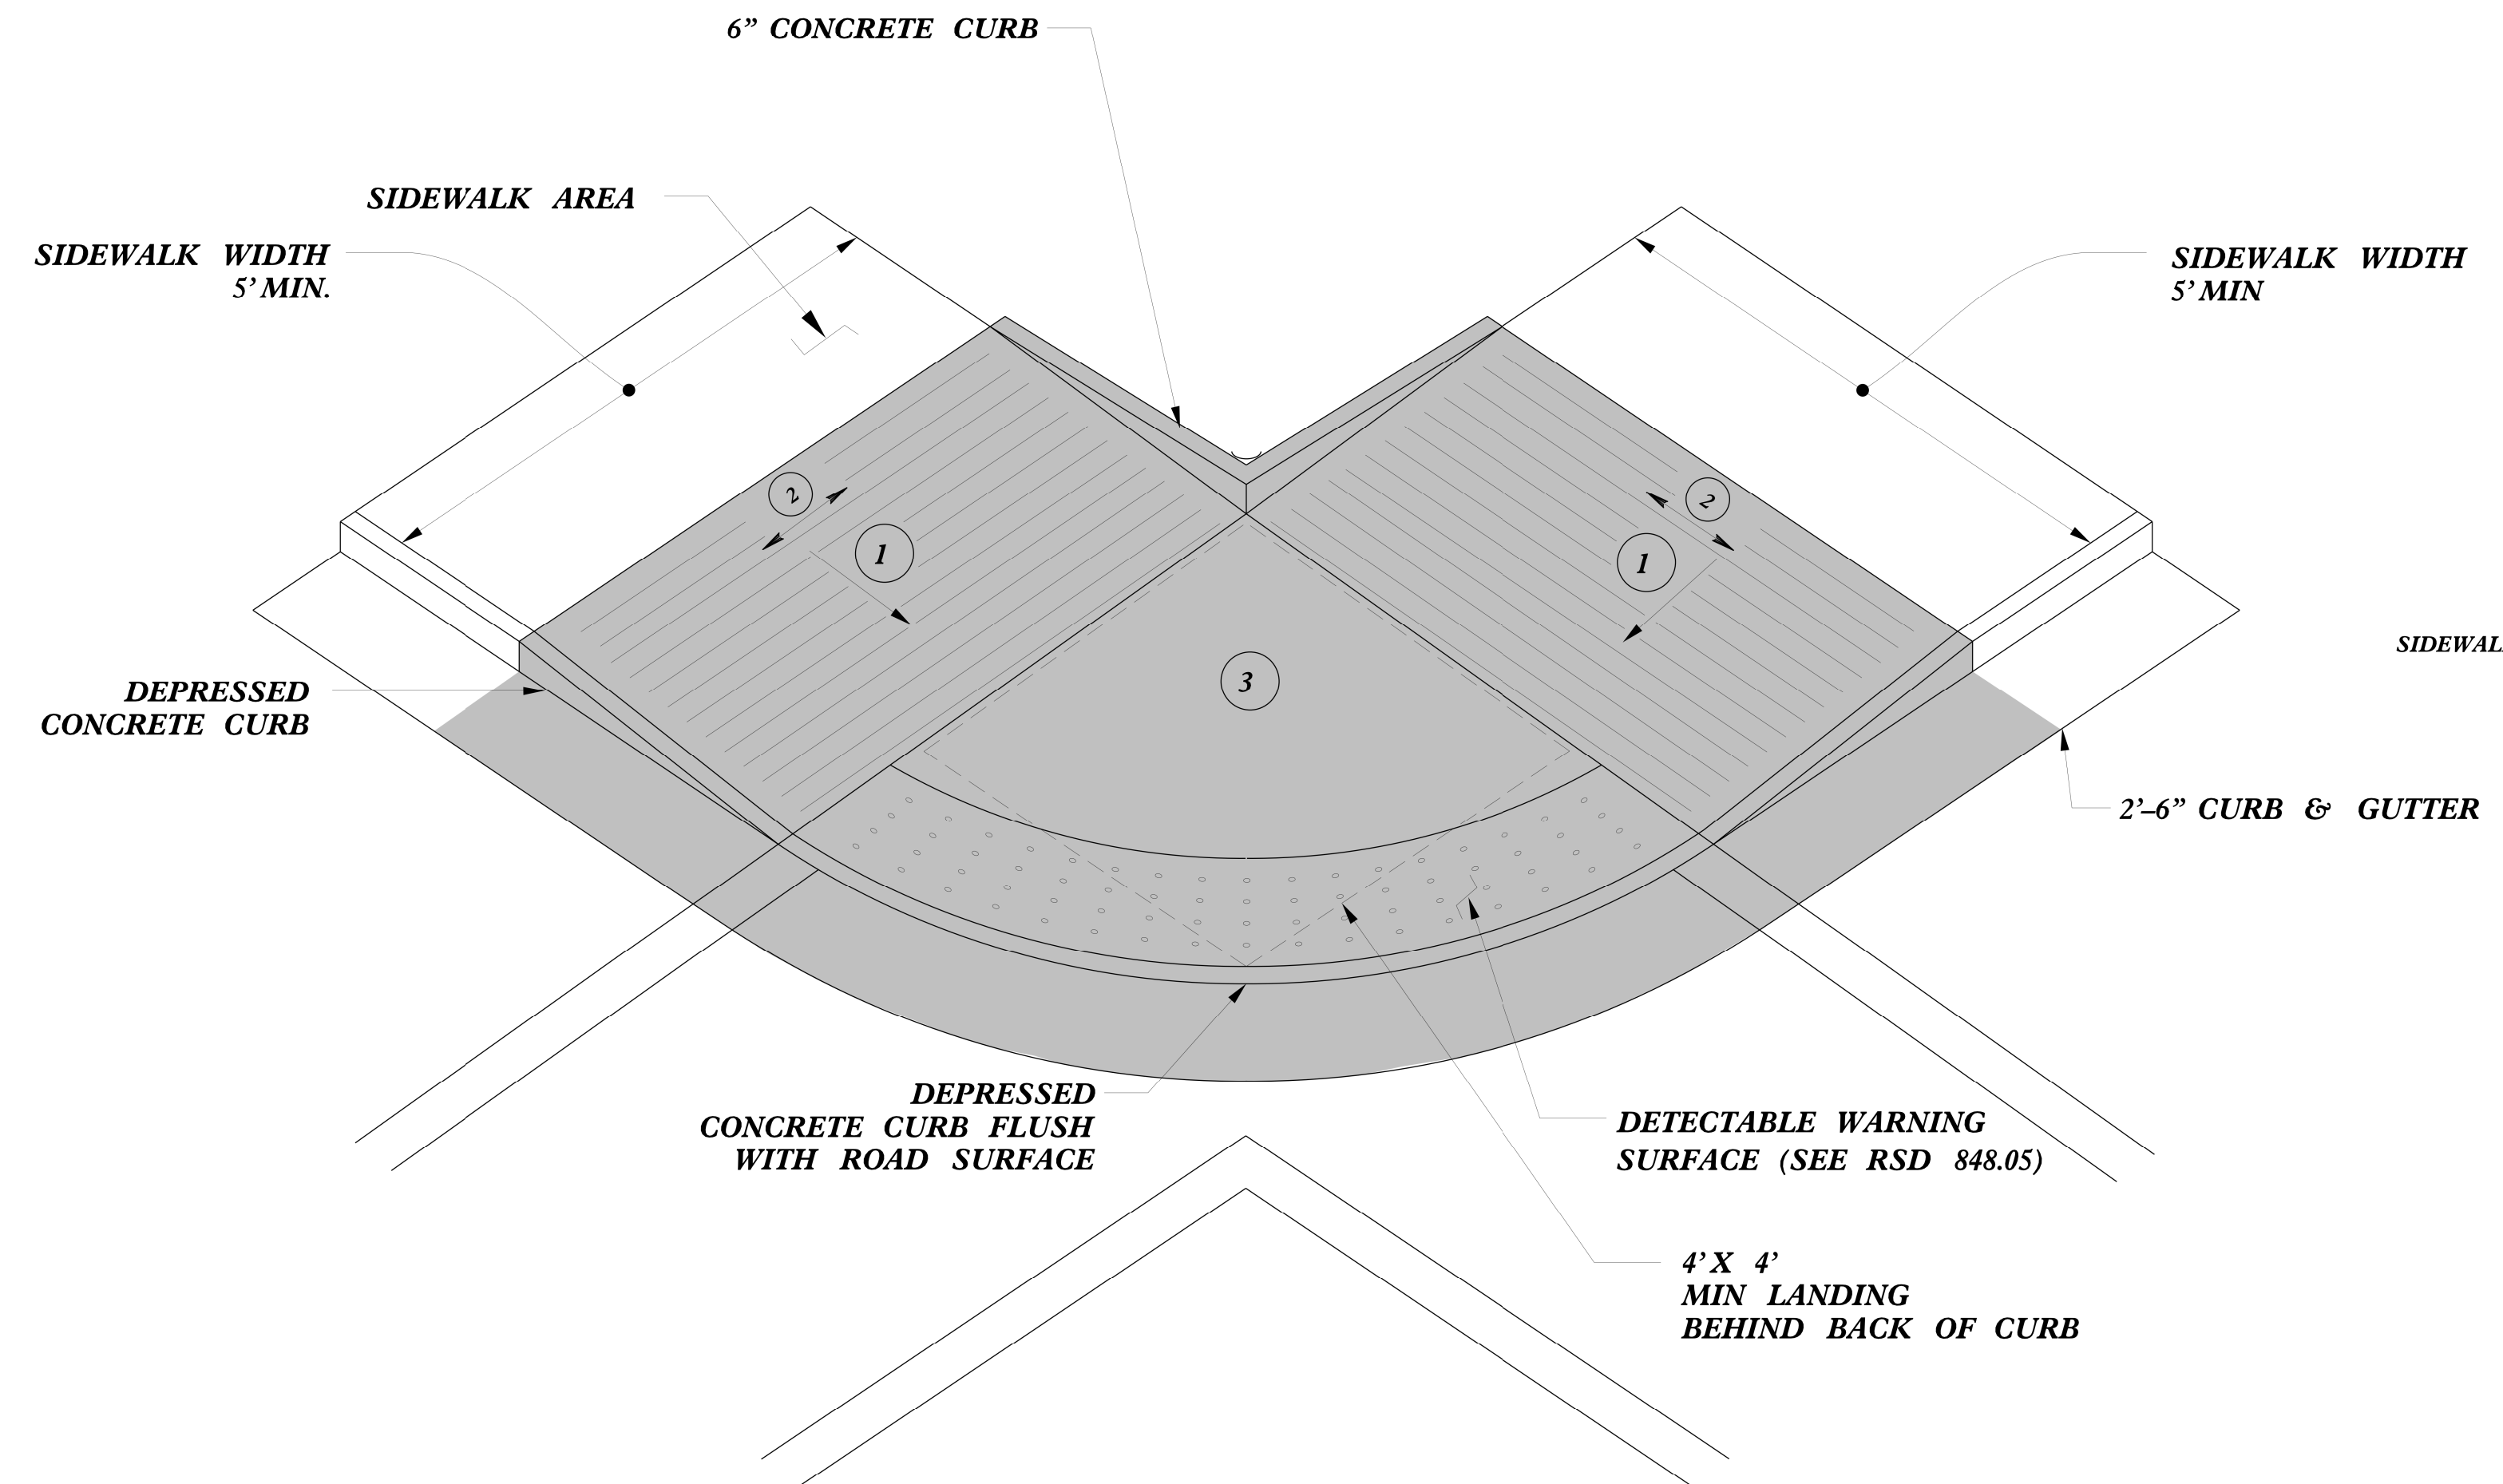 6” CONCRETE CURB
SIDEWALK AREA
SIDEWALK WIDTH
5’ MIN.
SIDEWALK WIDTH
5’ MIN
2
2
1
1
3
SIDEWAL
DEPRESSED
CONCRETE CURB
2’–6” CURB & GUTTER
DEPRESSED
CONCRETE CURB FLUSH
WITH ROAD SURFACE
DETECTABLE WARNING
SURFACE (SEE RSD 848.05)
4’ X 4’
MIN LANDING
BEHIND BACK OF CURB